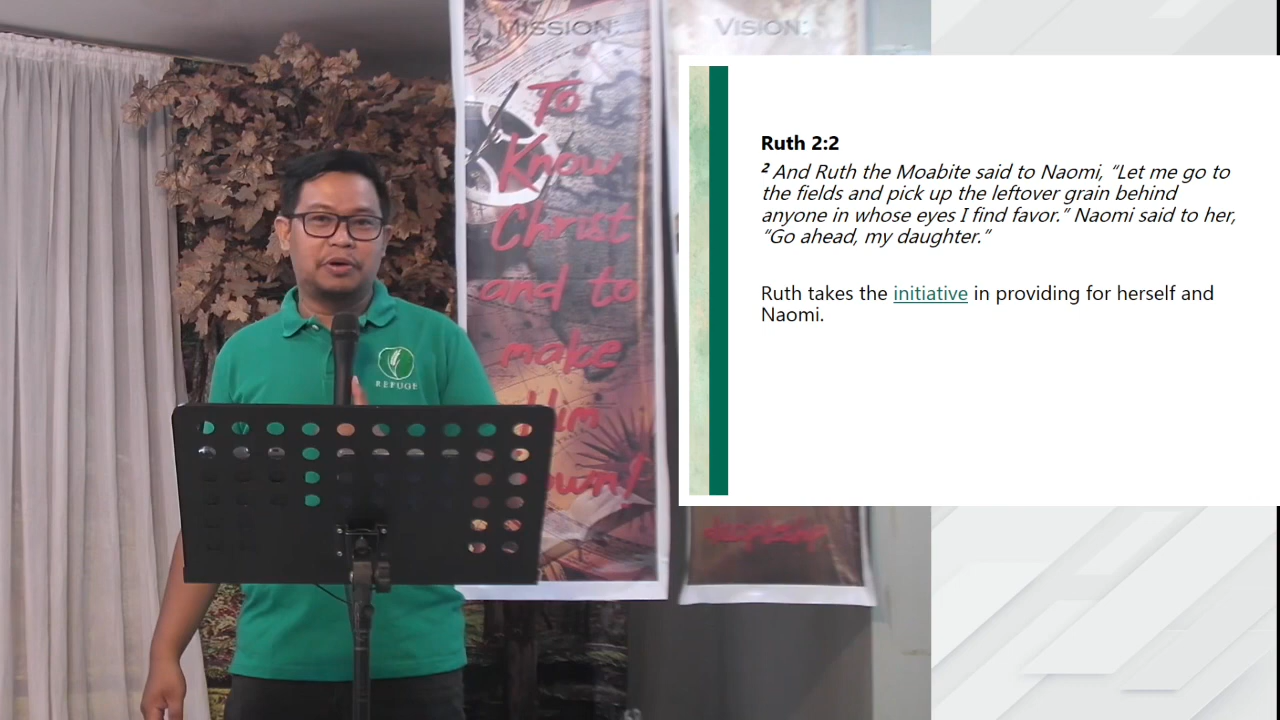 MISSION:
To
Know
Christ
and to
make
Him
VISION:
discipleship
REFUGE
Ruth 2:2
2 And Ruth the Moabite said to Naomi, “Let me go to
the fields and pick up the leftover grain behind
anyone in whose eyes I find favor.” Naomi said to her,
“Go ahead, my daughter.”
Ruth takes the initiative in providing for herself and
Naomi.